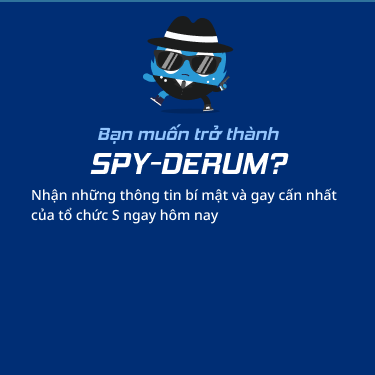 Bạn muốn trở thành
SPY-DERUM?
Nhận những thông tin bí mật và gay cấn nhất
của tổ chức S ngay hôm nay